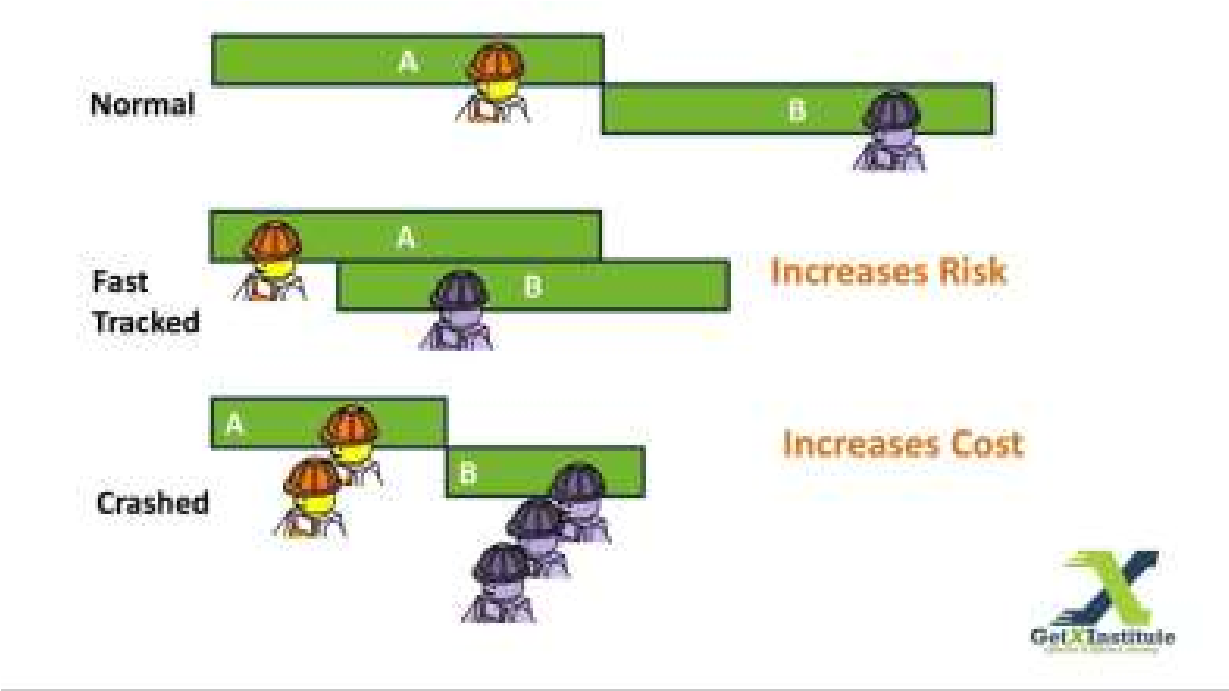 A
Normal
B
A
Increases Risk
Fast
B
Tracked
A
Increases Cost
B
Crashed
GetXInstitute